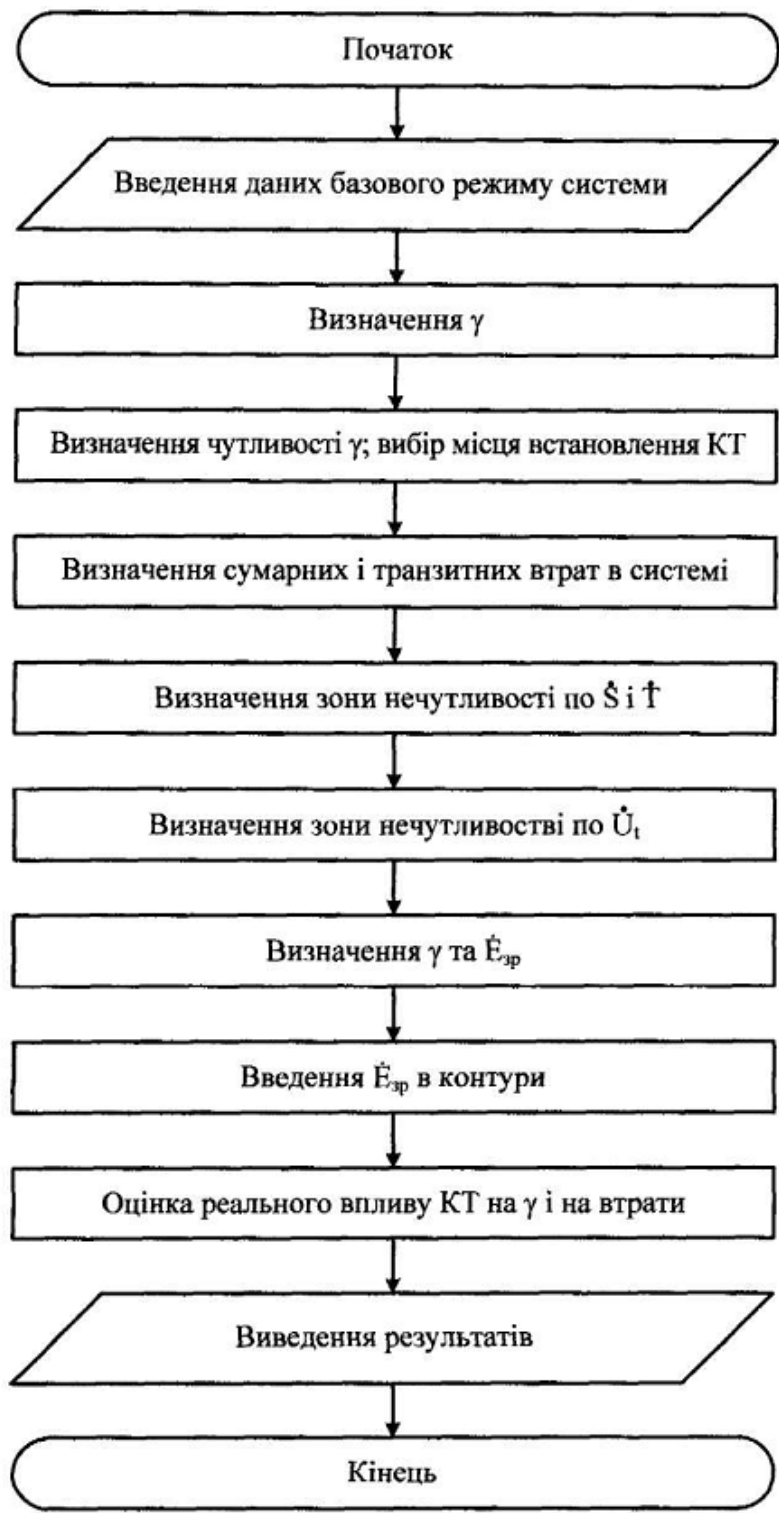 Початок
Введення даних базового режиму системи
Визначення γ
Визначення чутливості γ; вибір місця встановлення КТ
Визначення сумарних і транзитних втрат в системі
Визначення зони нечутливості по Ṡ і Ṫ
Визначення зони нечутливостві по U̇ₜ
Визначення γ та Ėзр
Введення Ėзр в контури
Оцінка реального впливу КТ на γ і на втрати
Виведення результатів
Кінець